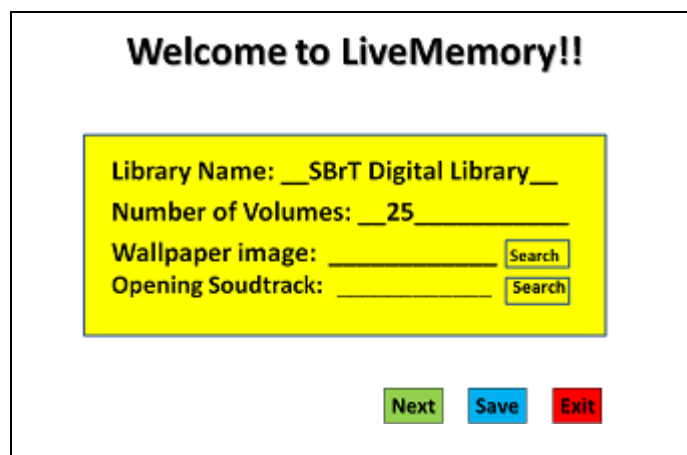 Welcome to LiveMemory!!
Library Name: __SBrT Digital Library__
Number of Volumes: __25___________
Wallpaper image: ____________ Search
Opening Soudtrack: ___________ Search
Next Save Exit